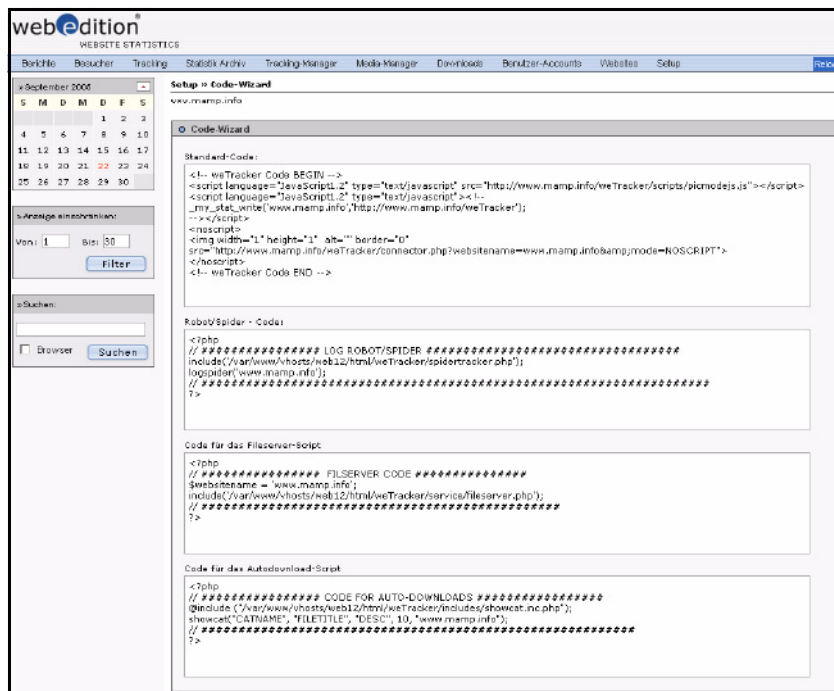 webEdition®
WEBSITE STATISTICS
Berichte Besucher Tracking Statistik Archiv Tracking-Manager Media-Manager Downloads Benutzer-Accounts Websites Setup
» September 2005
S M D M D F S
1 2 3
4 5 6 7 8 9 10
11 12 13 14 15 16 17
18 19 20 21 22 23 24
25 26 27 28 29 30
» Anzeige einschränken:
Von: 1 Bis: 30
Filter
» Suchen:
Browser Suchen
Setup » Code-Wizard
www.mamp.info
Code-Wizard
Standard-Code:
<!-- weTracker Code BEGIN -->
<script language="JavaScript1.2" type="text/javascript" src="http://www.mamp.info/weTracker/scripts/picmodejs.js"></script>
<script language="JavaScript1.2" type="text/javascript"><!--
_my_stat_write('www.mamp.info','http://www.mamp.info/weTracker');
--></script>
<noscript>
<img width="1" height="1" alt="" border="0"
src="http://www.mamp.info/weTracker/connector.php?websitename=www.mamp.info&amp;mode=NOSCRIPT">
</noscript>
<!-- weTracker Code END -->
Robot/Spider - Code:
<?php
// ################ LOG ROBOT/SPIDER ##################################
include('/var/www/vhosts/web12/html/weTracker/spidertracker.php');
logspider('www.mamp.info');
// ####################################################################
?>
Code für das Fileserver-Script
<?php
// ################ FILSERVER CODE ###############
$websitename = 'www.mamp.info';
include('/var/www/vhosts/web12/html/weTracker/service/fileserver.php');
// ################################################
?>
Code für das Autodownload-Script
<?php
// ################ CODE FOR AUTO-DOWNLOADS #################
@include ("/var/www/vhosts/web12/html/weTracker/includes/showcat.inc.php");
showcat("CATNAME", "FILETITLE", "DESC", 10, "www.mamp.info");
// ##########################################################
?>